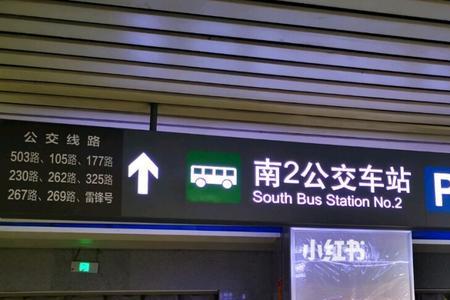 公交线路
503路、105路、177路
230路、262路、325路
267路、269路、雷锋号
南2公交车站
South Bus Station No.2
P
小红书